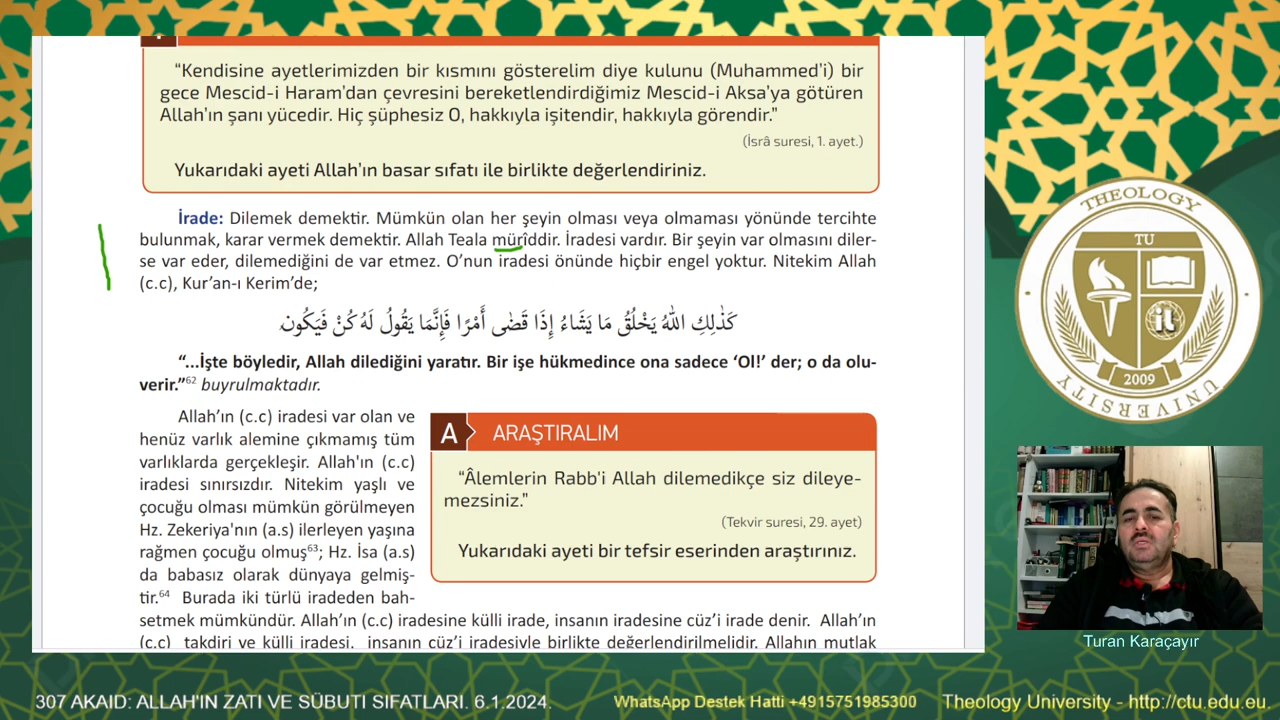 “Kendisine ayetlerimizden bir kısmını gösterelim diye kulunu (Muhammed’i) bir
gece Mescid-i Haram’dan çevresini bereketlendirdiğimiz Mescid-i Aksa’ya götüren
Allah’ın şanı yücedir. Hiç şüphesiz O, hakkıyla işitendir, hakkıyla görendir.”
(İsrâ suresi, 1. ayet.)
Yukarıdaki ayeti Allah’ın basar sıfatı ile birlikte değerlendiriniz.
İrade: Dilemek demektir. Mümkün olan her şeyin olması veya olmaması yönünde tercihte
bulunmak, karar vermek demektir. Allah Teala mürîddir. İradesi vardır. Bir şeyin var olmasını diler-
se var eder, dilemediğini de var etmez. O’nun iradesi önünde hiçbir engel yoktur. Nitekim Allah
(c.c), Kur’an-ı Kerim’de;
كَذٰلِكِ اللّٰهُ يَخْلُقُ مَا يَشَاءُ إِذَا قَضٰى أَمْرًا فَإِنَّمَا يَقُولُ لَهُ كُنْ فَيَكُونُ
“...İşte böyledir, Allah dilediğini yaratır. Bir işe hükmedince ona sadece ‘Ol!’ der; o da olu-
verir.”62 buyrulmaktadır.
Allah’ın (c.c) iradesi var olan ve
henüz varlık alemine çıkmamış tüm
varlıklarda gerçekleşir. Allah'ın (c.c)
iradesi sınırsızdır. Nitekim yaşlı ve
çocuğu olması mümkün görülmeyen
Hz. Zekeriya'nın (a.s) ilerleyen yaşına
rağmen çocuğu olmuş63; Hz. İsa (a.s)
da babasız olarak dünyaya gelmiş-
tir.64 Burada iki türlü iradeden bah-
setmek mümkündür. Allah’ın (c.c) iradesine külli irade, insanın iradesine cüz’i irade denir. Allah’ın
(c.c) takdiri ve külli iradesi, insanın cüz’i iradesiyle birlikte değerlendirilmelidir. Allahın mutlak
A ARAŞTIRALIM
“Âlemlerin Rabb'i Allah dilemedikçe siz dileye-
mezsiniz.”
(Tekvir suresi, 29. ayet)
Yukarıdaki ayeti bir tefsir eserinden araştırınız.
THEOLOGY
TU
2009
UNIVERSITY
Turan Karaçayır
307 AKAID: ALLAH'IN ZATI VE SÜBUTI SIFATLARI. 6.1.2024.
WhatsApp Destek Hatti +4915751985300
Theology University - http://ctu.edu.eu.